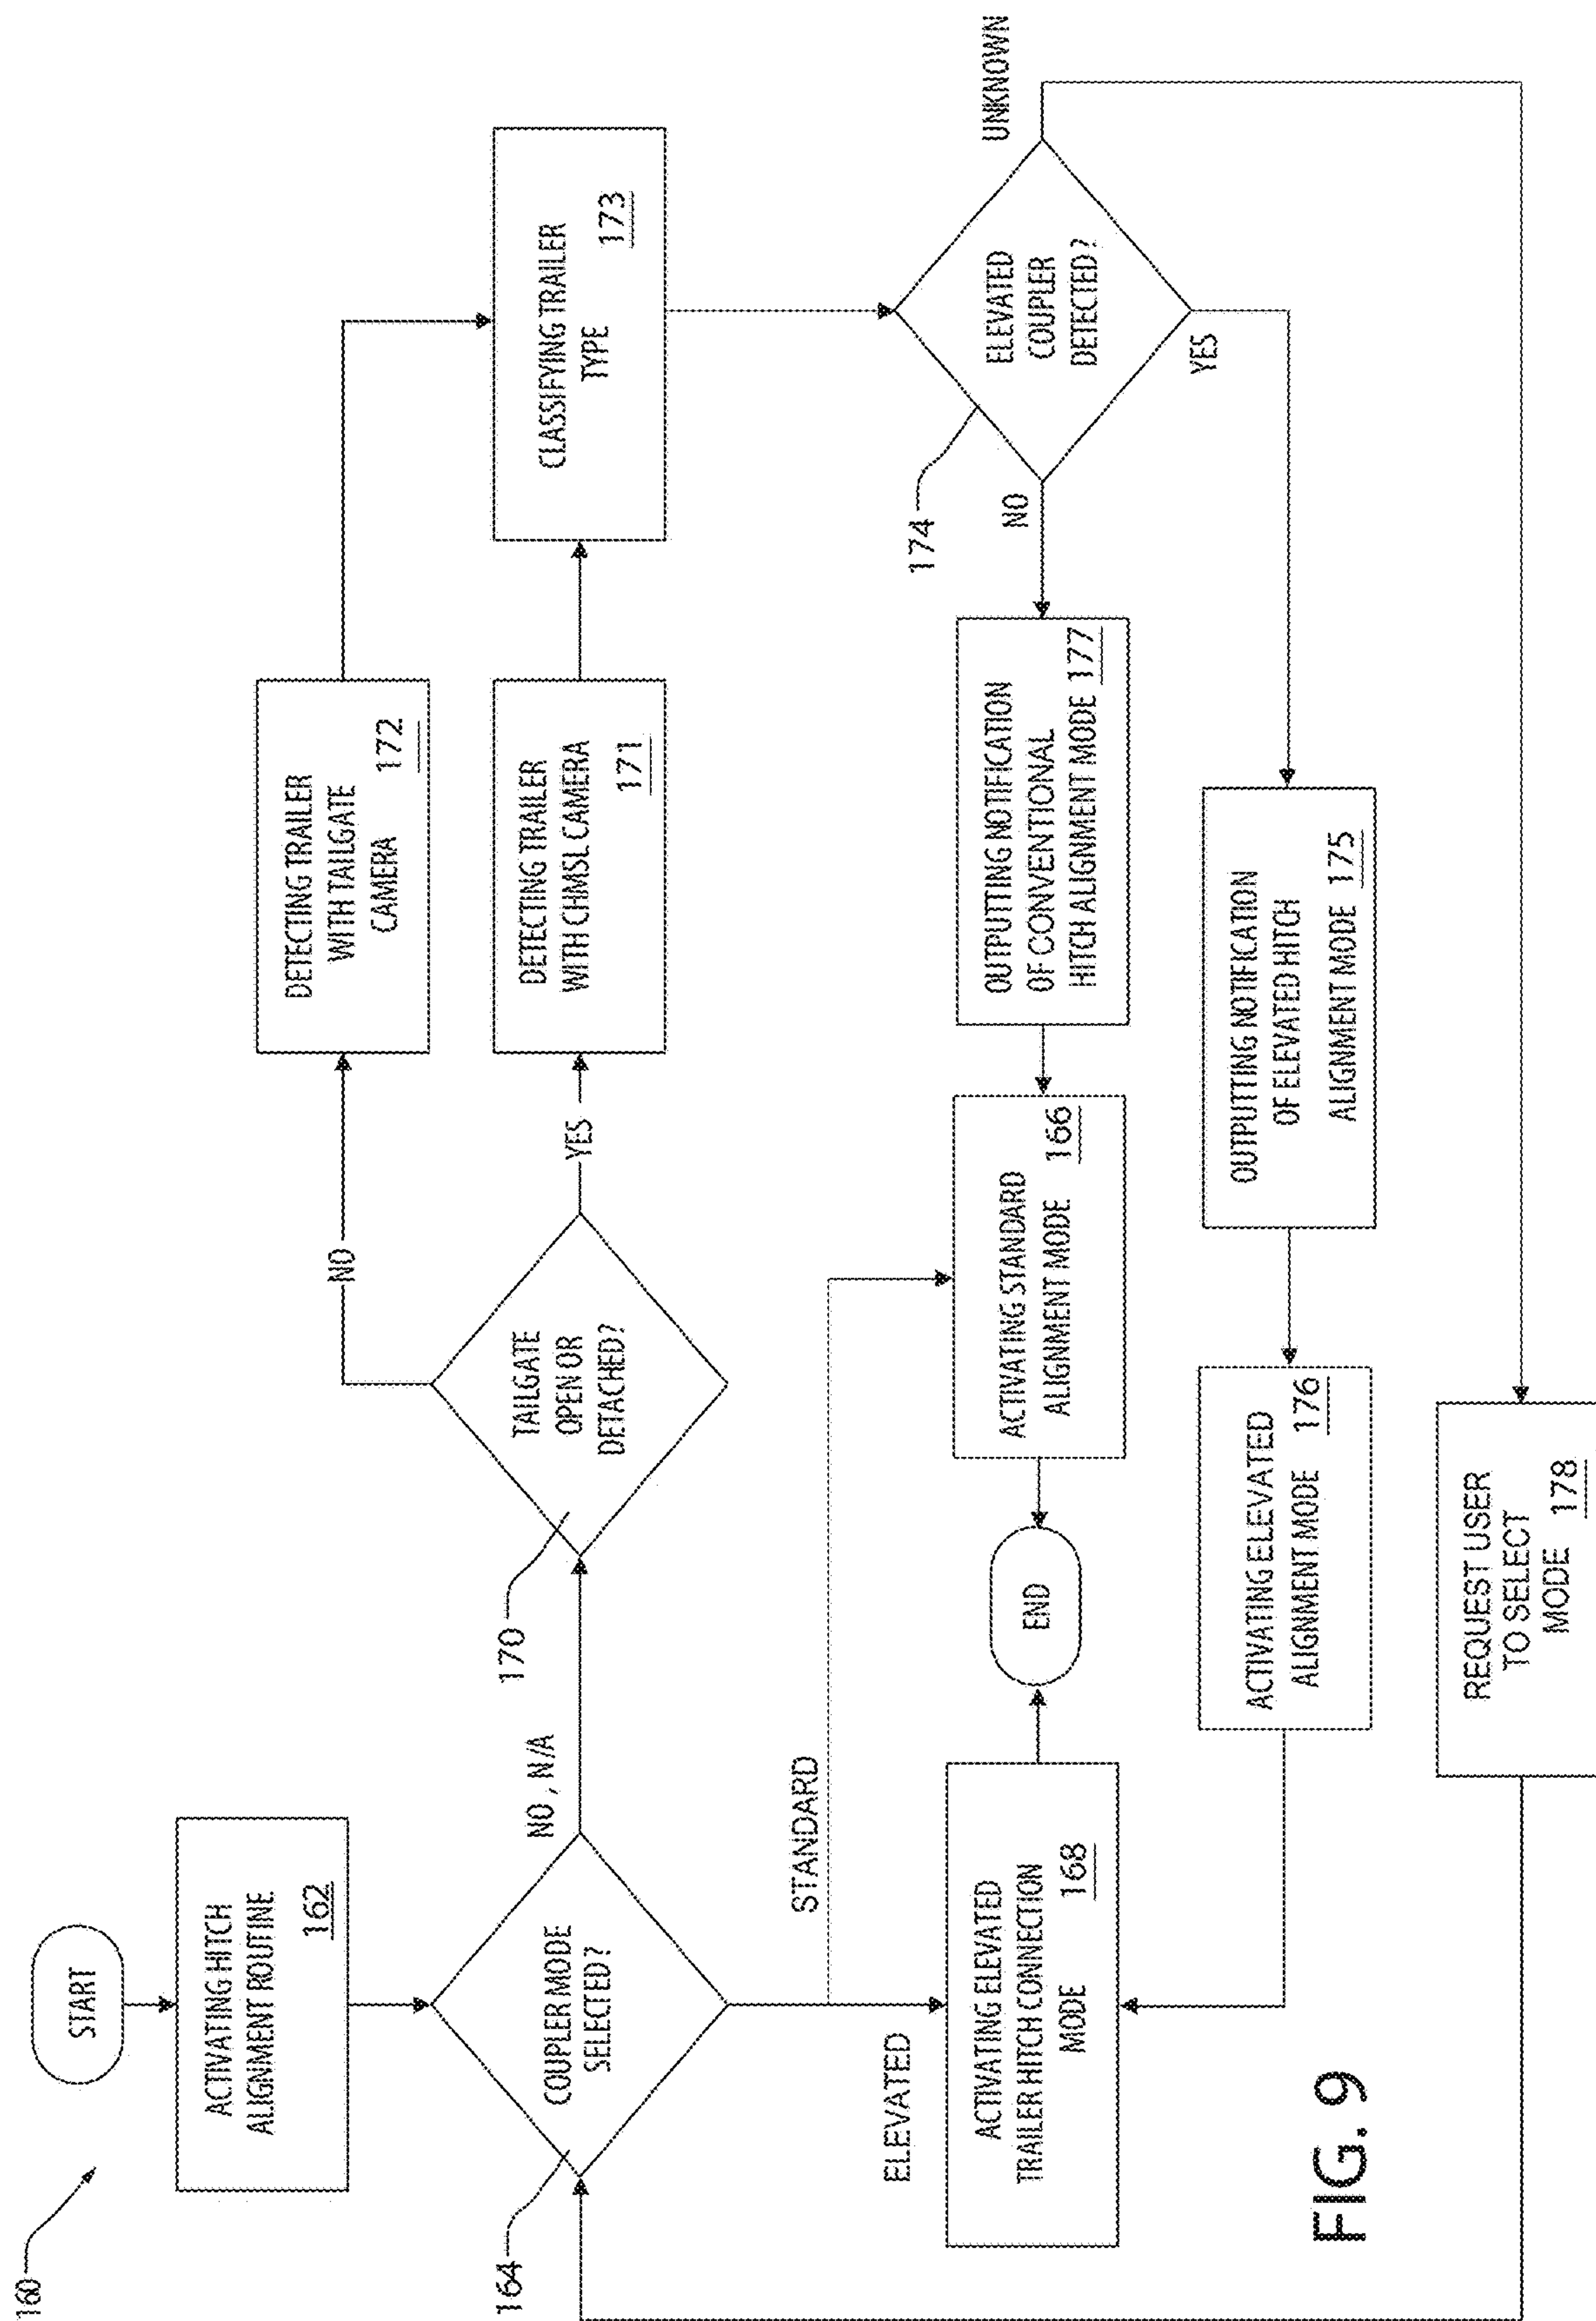 160
START
ACTIVATING HITCH
ALIGNMENT ROUTINE
162
COUPLER MODE
SELECTED?
164
NO, N/A
TAILGATE
OPEN OR
DETACHED?
170
NO
YES
DETECTING TRAILER
WITH TAILGATE
CAMERA 172
DETECTING TRAILER
WITH CHMSL CAMERA
171
CLASSIFYING TRAILER
TYPE 173
ELEVATED
COUPLER
DETECTED?
174
NO
YES
UNKNOWN
OUTPUTTING NOTIFICATION
OF CONVENTIONAL
HITCH ALIGNMENT MODE 177
ACTIVATING STANDARD
ALIGNMENT MODE 166
STANDARD
ELEVATED
ACTIVATING ELEVATED
TRAILER HITCH CONNECTION
MODE 168
END
OUTPUTTING NOTIFICATION
OF ELEVATED HITCH
ALIGNMENT MODE 175
ACTIVATING ELEVATED
ALIGNMENT MODE 176
REQUEST USER
TO SELECT
MODE 178
FIG. 9